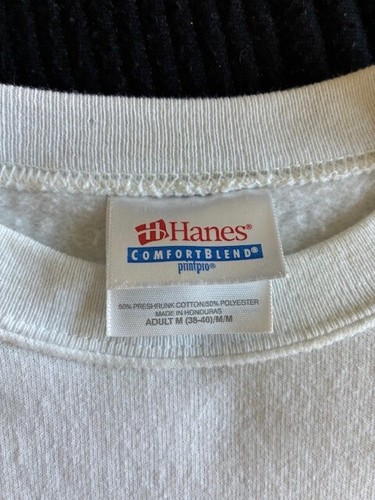 Hanes®
COMFORTBLEND®
printpro®
50% PRESHRUNK COTTON/50% POLYESTER
MADE IN HONDURAS
ADULT M (38-40)/M/M